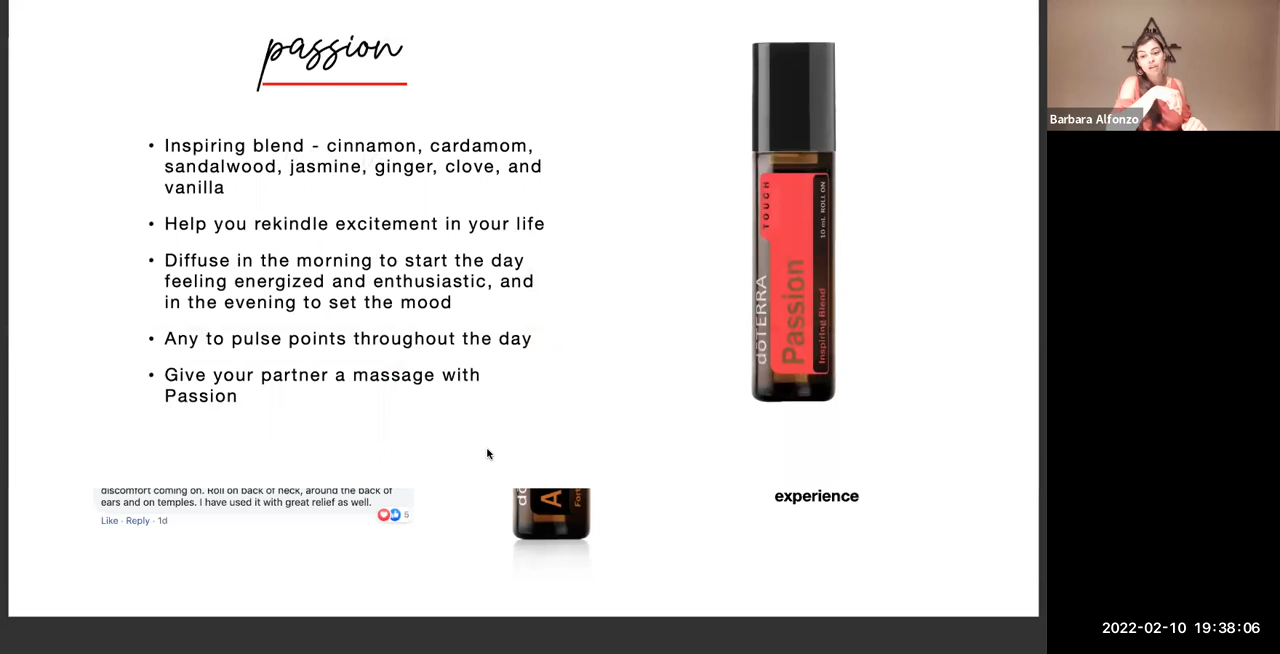 passion
• Inspiring blend - cinnamon, cardamom,
sandalwood, jasmine, ginger, clove, and
vanilla
• Help you rekindle excitement in your life
• Diffuse in the morning to start the day
feeling energized and enthusiastic, and
in the evening to set the mood
• Any to pulse points throughout the day
• Give your partner a massage with
Passion
TOUCH
10 mL ROLL ON
dōTERRA
Passion
Inspiring Blend
Barbara Alfonzo
discomfort coming on. Roll on back of neck, around the back of
ears and on temples. I have used it with great relief as well.
Like · Reply · 1d
5
experience
2022-02-10 19:38:06